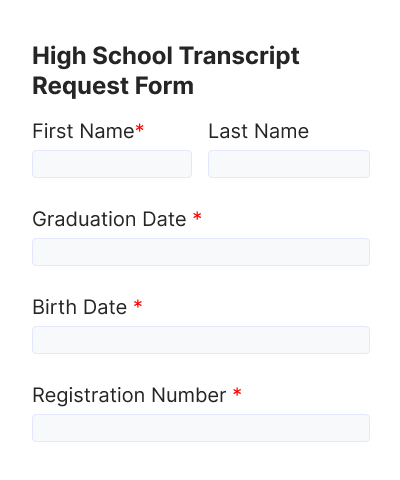 High School Transcript
Request Form
First Name* Last Name
Graduation Date *
Birth Date *
Registration Number *